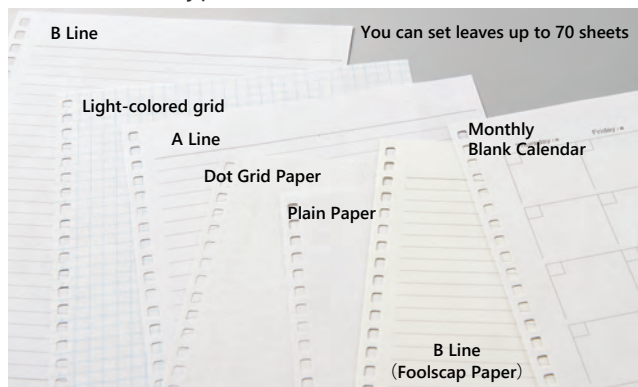 B Line
You can set leaves up to 70 sheets
Light-colored grid
A Line
Monthly
Blank Calendar
Dot Grid Paper
Plain Paper
B Line
(Foolscap Paper)